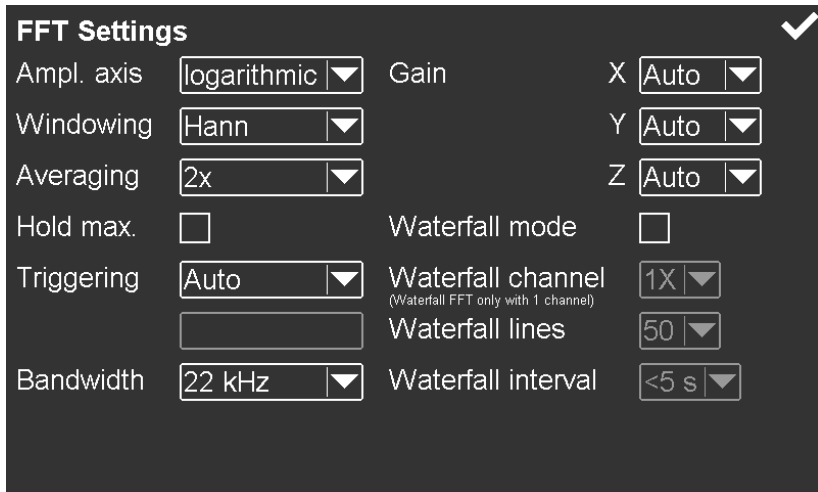 FFT Settings
Ampl. axis logarithmic Gain X Auto
Windowing Hann Y Auto
Averaging 2x Z Auto
Hold max. Waterfall mode
Triggering Auto Waterfall channel 1X
(Waterfall FFT only with 1 channel)
Waterfall lines 50
Bandwidth 22 kHz Waterfall interval <5 s